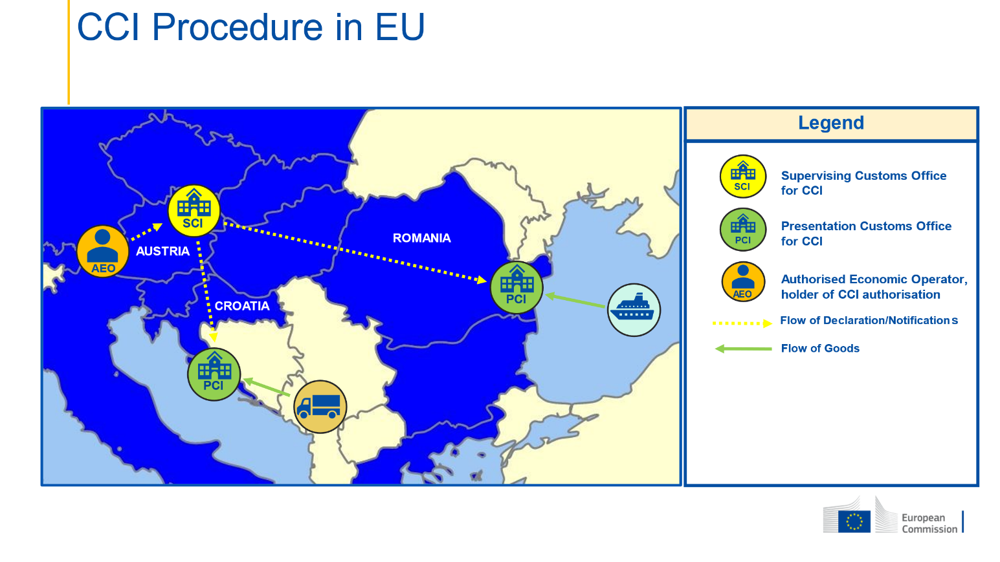 CCI Procedure in EU
SCI
AEO
AUSTRIA
ROMANIA
PCI
CROATIA
PCI
Legend
SCI
Supervising Customs Office
for CCI
PCI
Presentation Customs Office
for CCI
AEO
Authorised Economic Operator,
holder of CCI authorisation
Flow of Declaration/Notifications
Flow of Goods
European
Commission